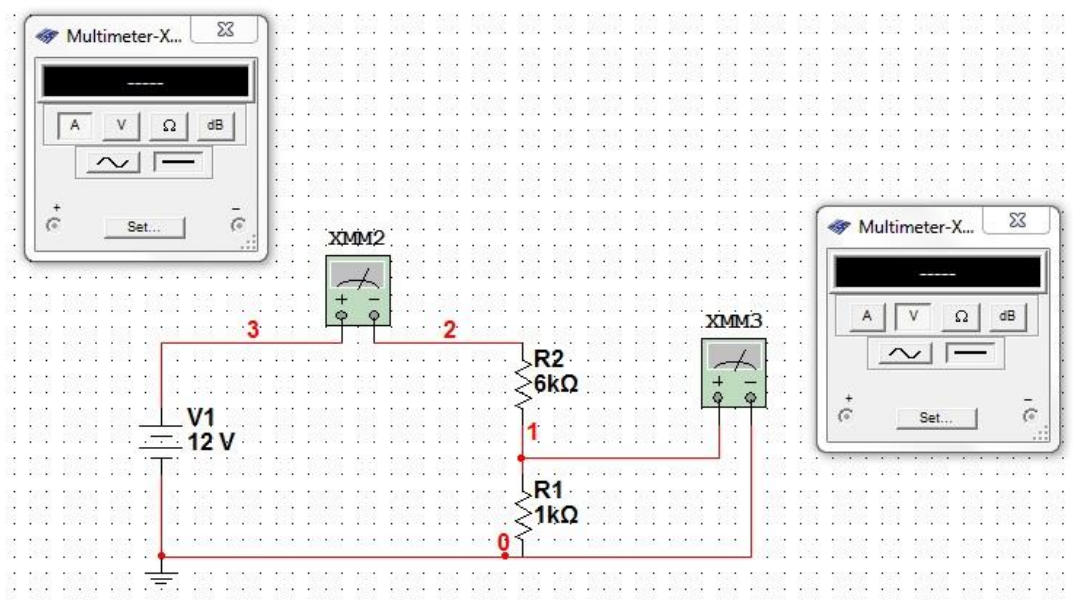 Multimeter-X...
-----
A V Ω dB
+ −
Set...
XMM2
+ −
Multimeter-X...
-----
A V Ω dB
+ −
Set...
3
2
XMM3
+ −
R2
6kΩ
V1
12 V
1
R1
1kΩ
0